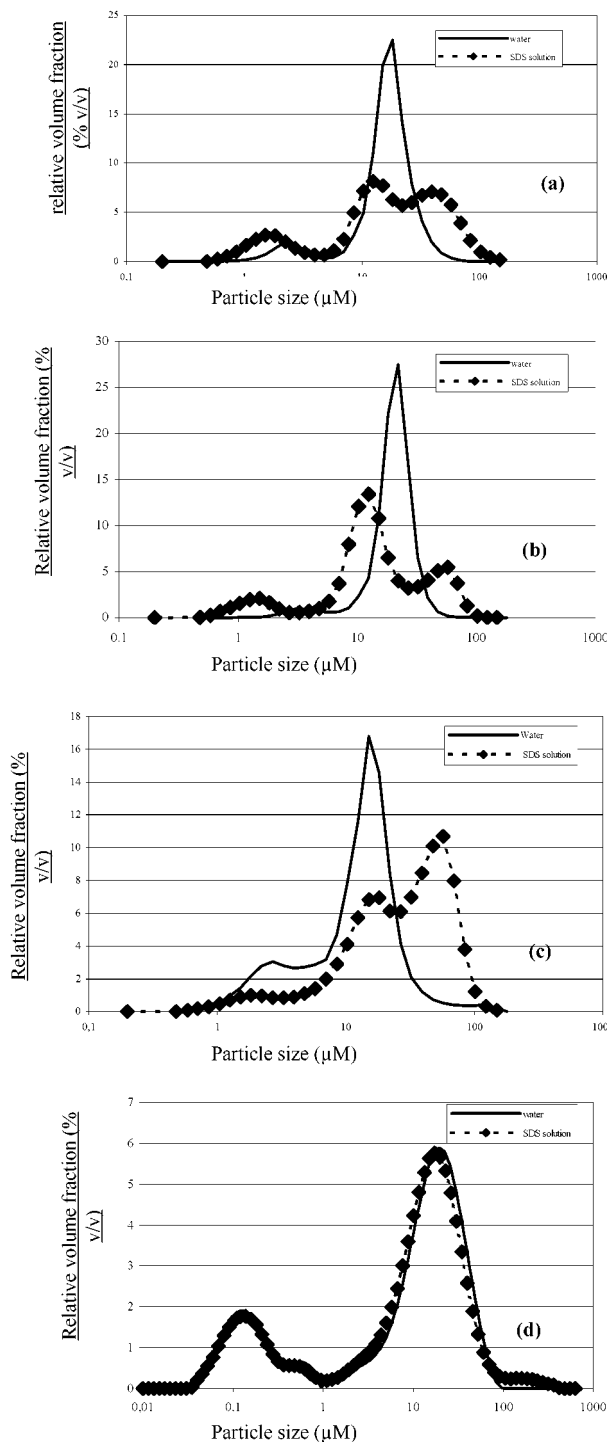 relative volume fraction
(% v/v)
25
20
15
10
5
0
water
SDS solution
(a)
0.1
1
10
100
1000
Particle size (µM)
Relative volume fraction (%
v/v)
30
25
20
15
10
5
0
water
SDS solution
(b)
0.1
1
10
100
1000
Particle size (µM)
Relative volume fraction (%
v/v)
18
16
14
12
10
8
6
4
2
0
Water
SDS solution
(c)
0,1
1
10
100
100
Particle size (µM)
Relative volume fraction (%
v/v)
7
6
5
4
3
2
1
0
water
SDS solution
(d)
0,01
0.1
1
10
100
1000
Particle size (µM)